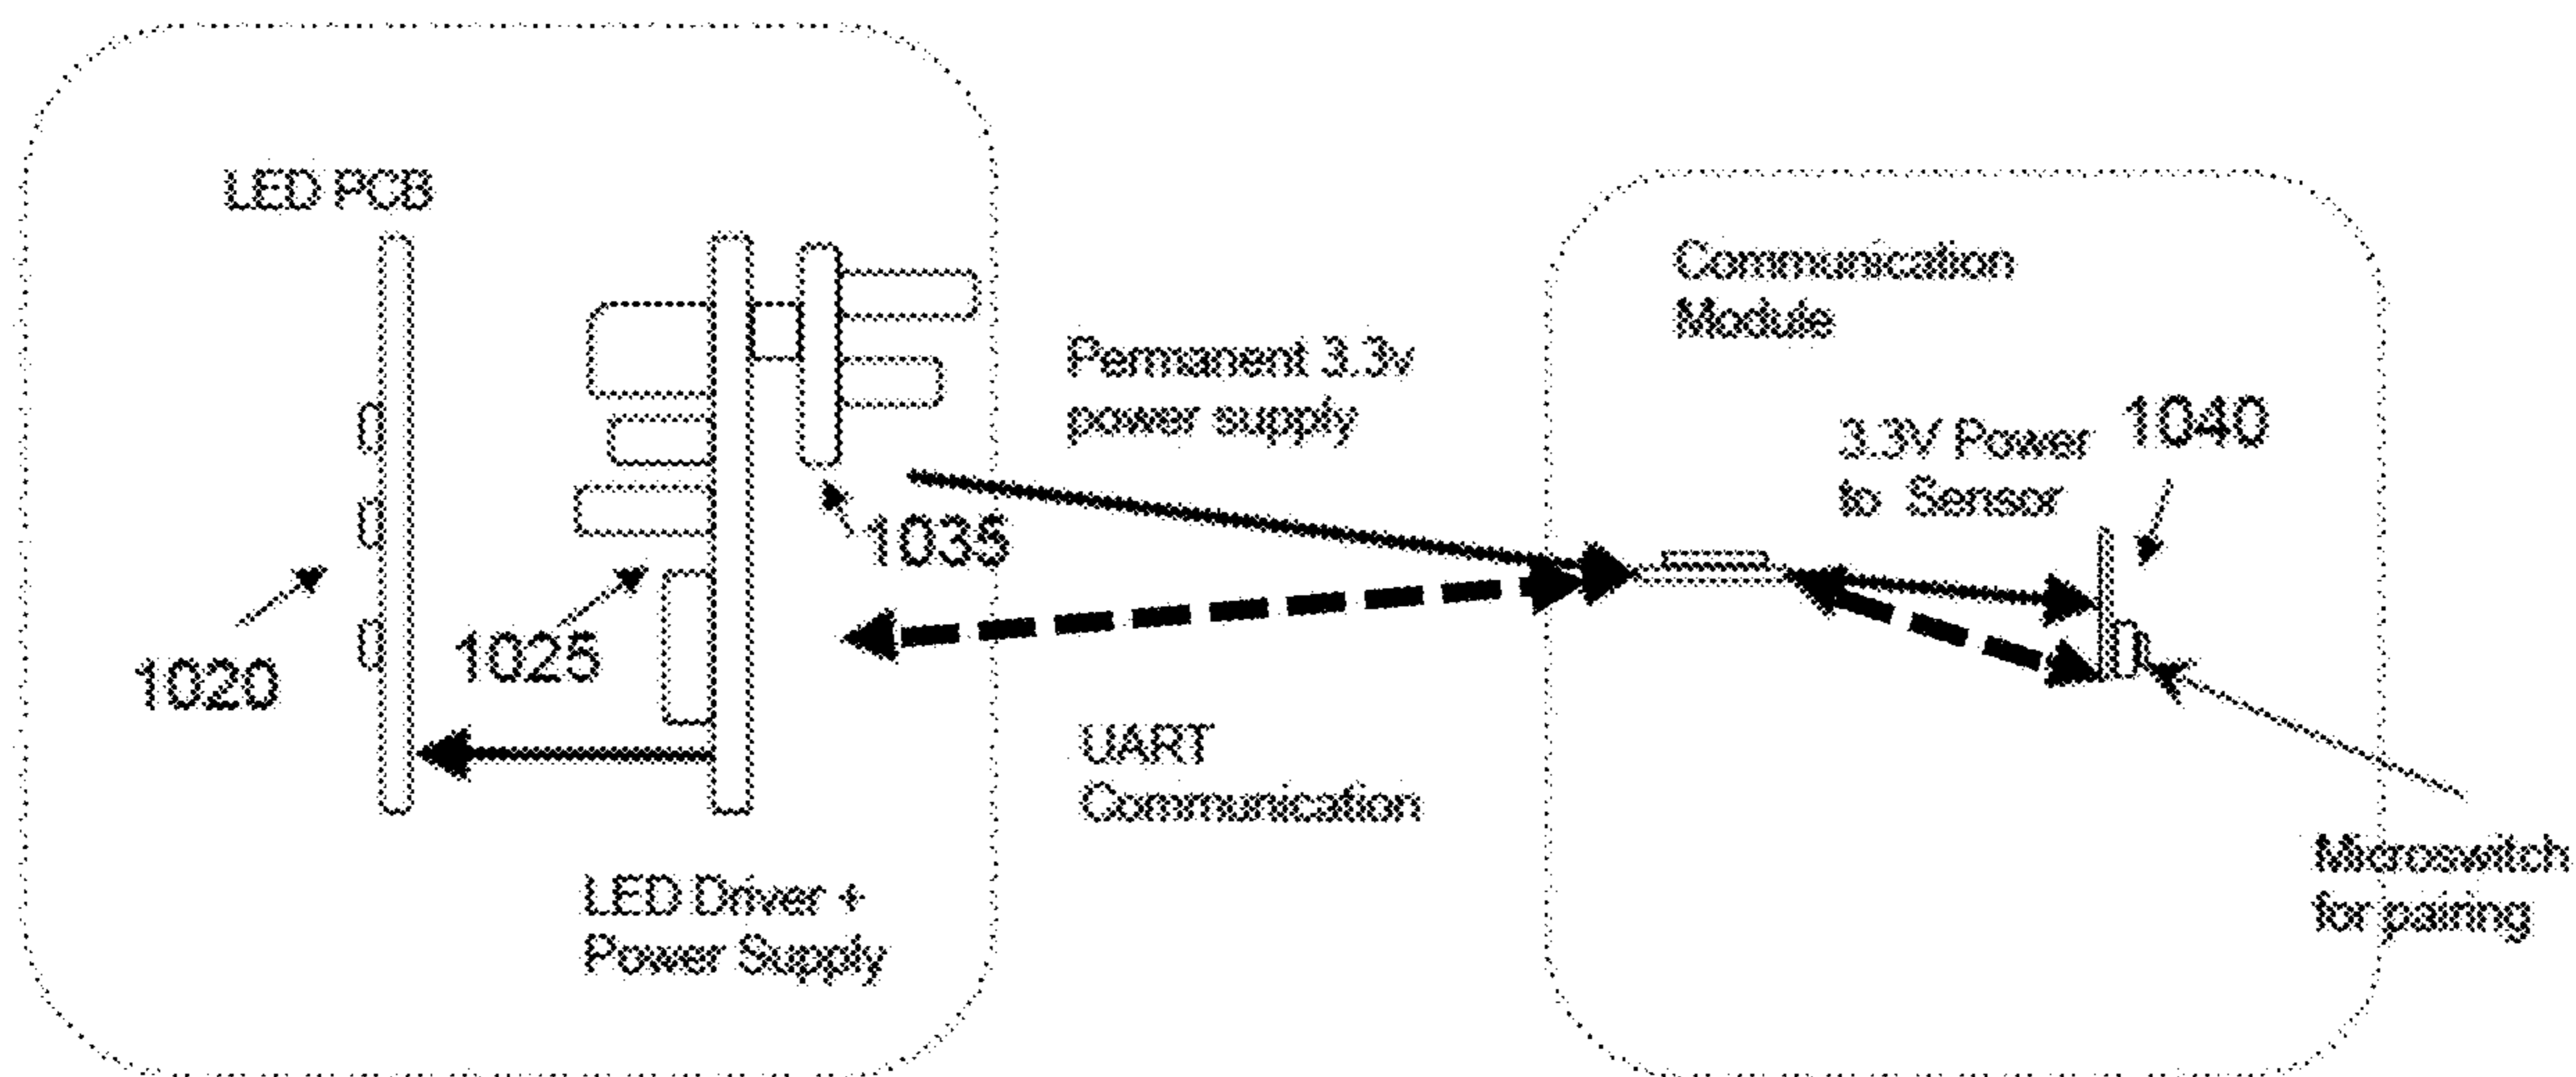 LED PCB
Communication
Module
Permanent 3.3v
power supply
3.3V Power
to Sensor
1040
1035
1020
1025
UART
Communication
LED Driver +
Power Supply
Microswitch
for pairing